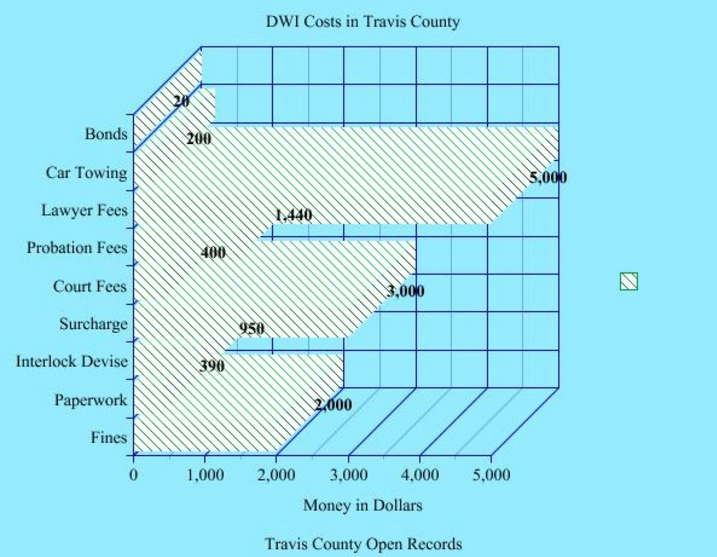 DWI Costs in Travis County
20
Bonds
200
Car Towing
5,000
Lawyer Fees
1,440
Probation Fees
400
Court Fees
3,000
Surcharge
950
Interlock Devise
390
Paperwork
2,000
Fines
0 1,000 2,000 3,000 4,000 5,000
Money in Dollars
Travis County Open Records